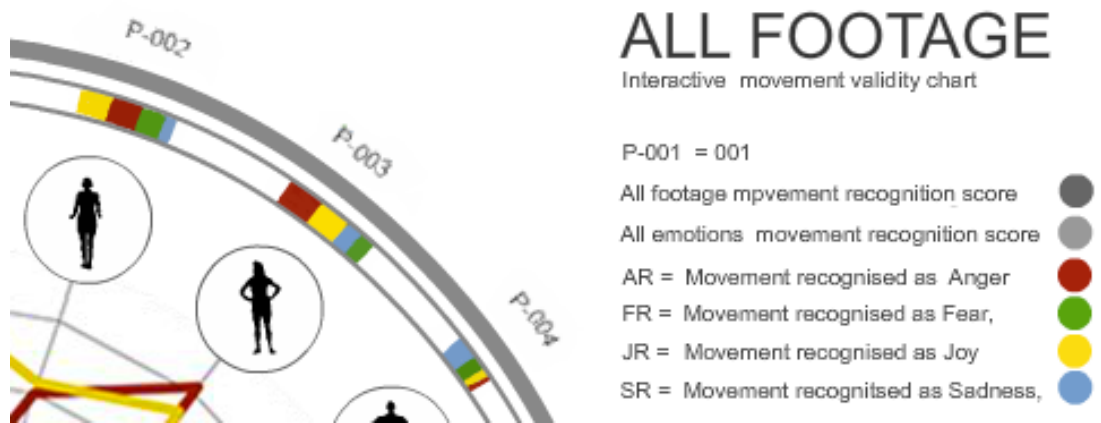 P-002
P-003
P-004
ALL FOOTAGE
Interactive movement validity chart
P-001 = 001
All footage mpvement recognition score
All emotions movement recognition score
AR = Movement recognised as Anger
FR = Movement recognised as Fear,
JR = Movement recognised as Joy
SR = Movement recognitsed as Sadness,